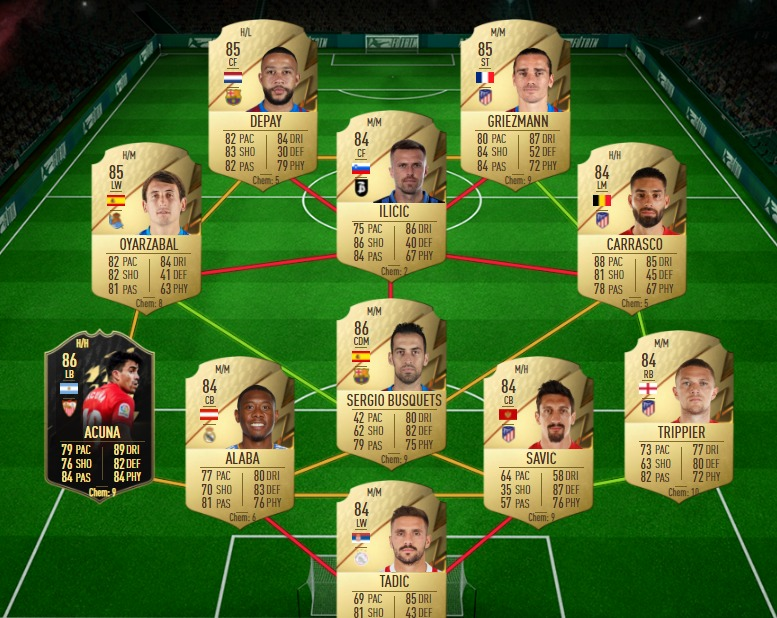 H/L
85
CF
DEPAY
82 PAC 84 DRI
83 SHO 30 DEF
82 PAS 79 PHY
Chem: 5
M/M
85
ST
GRIEZMANN
80 PAC 87 DRI
84 SHO 52 DEF
84 PAS 72 PHY
Chem: 9
M/M
84
CF
ILICIC
75 PAC 86 DRI
86 SHO 40 DEF
84 PAS 67 PHY
Chem: 2
H/M
85
LW
OYARZABAL
82 PAC 84 DRI
82 SHO 41 DEF
81 PAS 63 PHY
Chem: 8
H/H
84
LM
CARRASCO
88 PAC 85 DRI
81 SHO 45 DEF
78 PAS 67 PHY
Chem: 5
M/M
86
CDM
SERGIO BUSQUETS
42 PAC 80 DRI
62 SHO 82 DEF
79 PAS 75 PHY
Chem: 9
H/H
86
LB
ACUNA
79 PAC 89 DRI
76 SHO 82 DEF
84 PAS 84 PHY
Chem: 9
M/M
84
CB
ALABA
77 PAC 80 DRI
70 SHO 83 DEF
81 PAS 76 PHY
Chem: 6
M/H
84
CB
SAVIC
64 PAC 58 DRI
35 SHO 87 DEF
57 PAS 76 PHY
Chem: 9
M/M
84
RB
TRIPPIER
73 PAC 77 DRI
63 SHO 80 DEF
82 PAS 72 PHY
Chem: 10
M/M
84
LW
TADIC
69 PAC 85 DRI
81 SHO 43 DEF